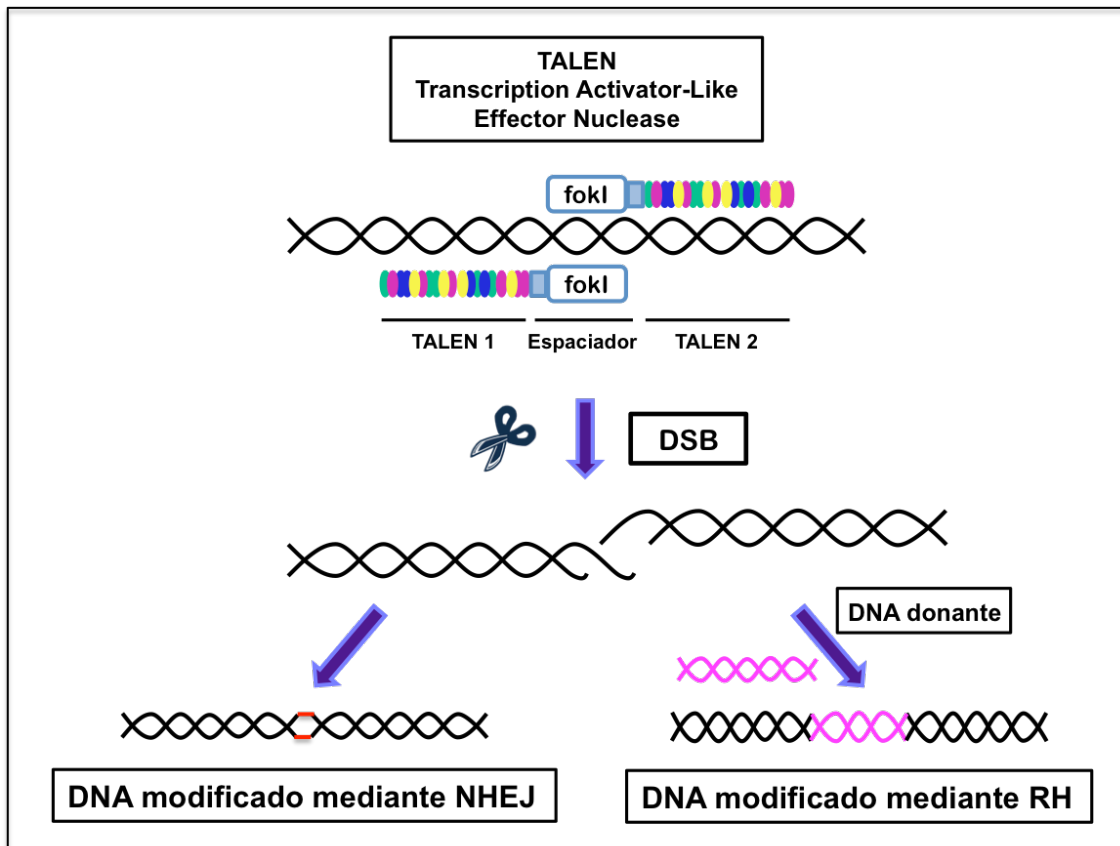 TALEN
Transcription Activator-Like
Effector Nuclease
fokI
fokI
TALEN 1
Espaciador
TALEN 2
DSB
DNA donante
DNA modificado mediante NHEJ
DNA modificado mediante RH